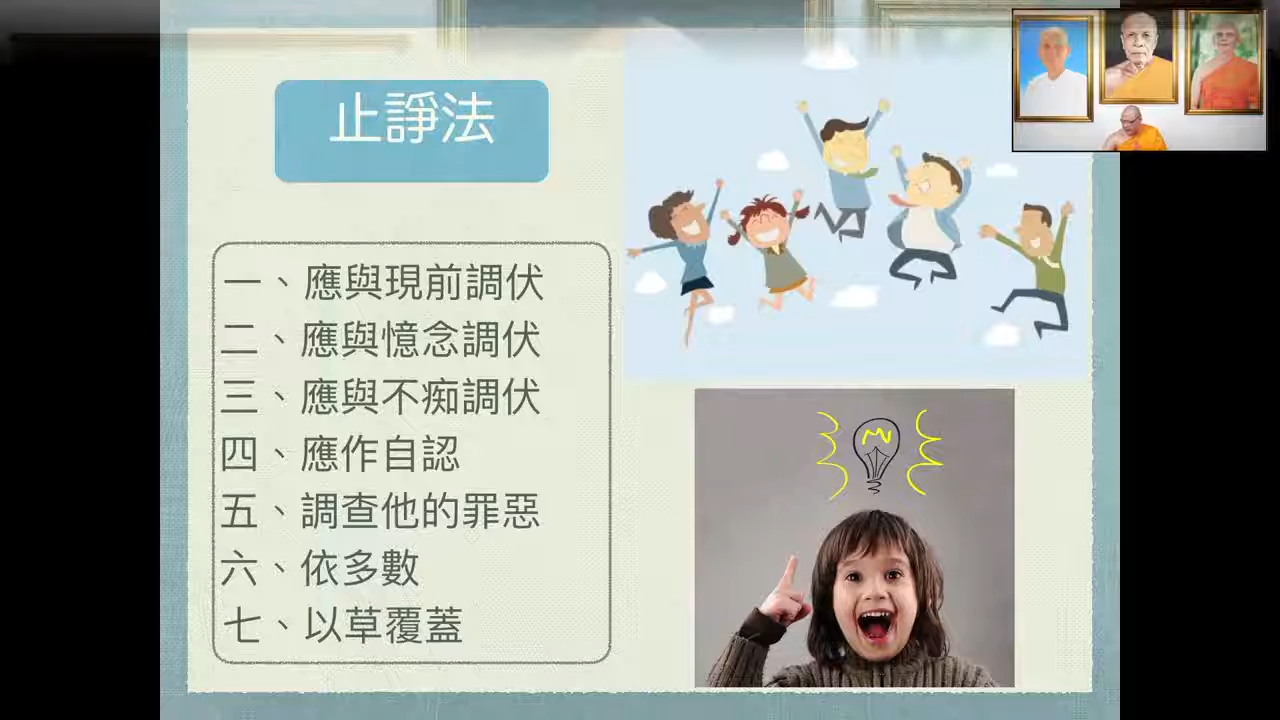 止諍法
一、應與現前調伏
二、應與憶念調伏
三、應與不痴調伏
四、應作自認
五、調查他的罪惡
六、依多數
七、以草覆蓋